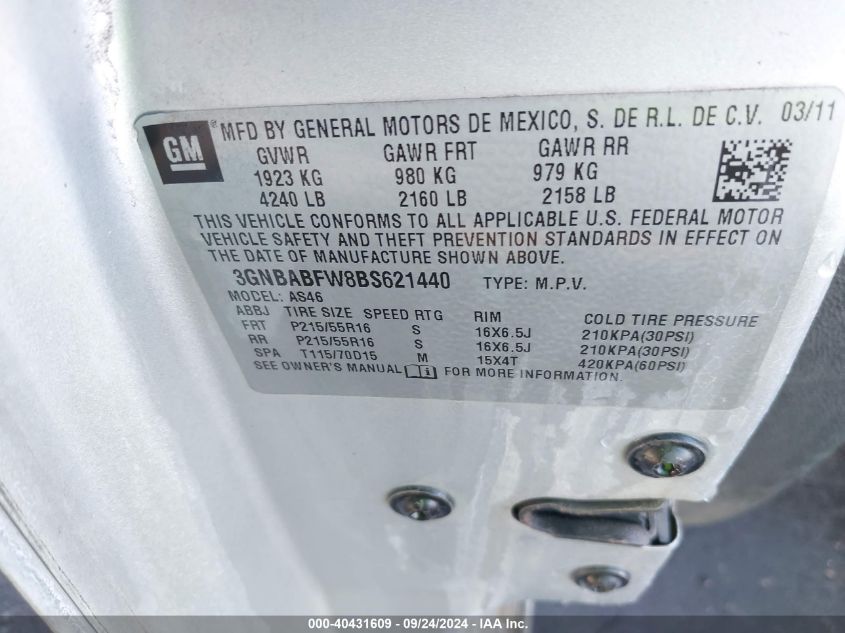 GM ® MFD BY GENERAL MOTORS DE MEXICO, S. DE R.L. DE C.V. 03/11
GVWR GAWR FRT GAWR RR
1923 KG 980 KG 979 KG
4240 LB 2160 LB 2158 LB
THIS VEHICLE CONFORMS TO ALL APPLICABLE U.S. FEDERAL MOTOR
VEHICLE SAFETY AND THEFT PREVENTION STANDARDS IN EFFECT ON
THE DATE OF MANUFACTURE SHOWN ABOVE.
3GNBABFW8BS621440 TYPE: M.P.V.
MODEL: AS46
ABBJ TIRE SIZE SPEED RTG RIM COLD TIRE PRESSURE
FRT P215/55R16 S 16X6.5J 210KPA(30PSI)
RR P215/55R16 S 16X6.5J 210KPA(30PSI)
SPA T115/70D15 M 15X4T 420KPA(60PSI)
SEE OWNER'S MANUAL i FOR MORE INFORMATION.
000-40431609 - 09/24/2024 - IAA Inc.